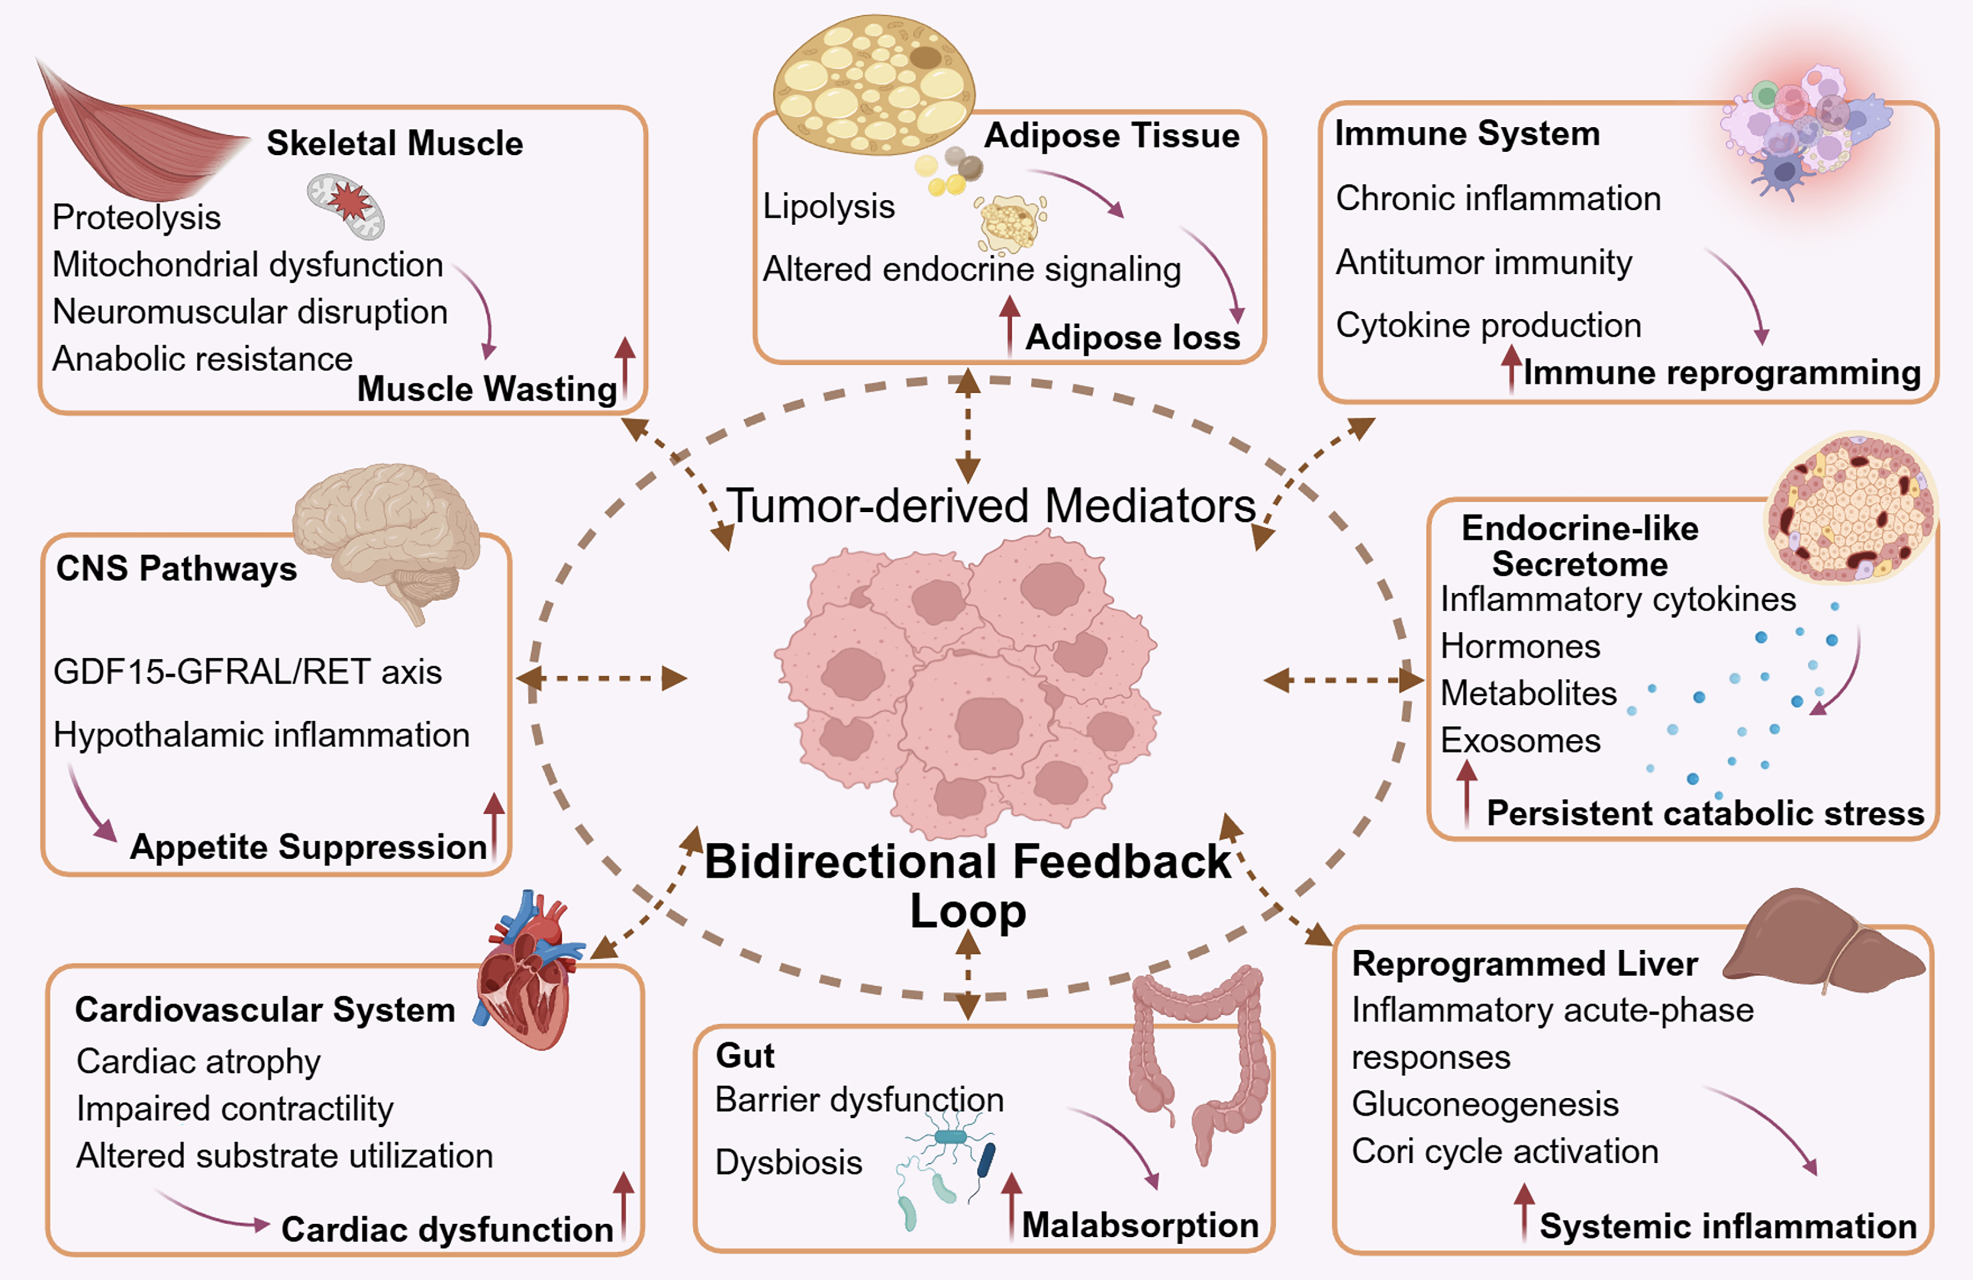 Skeletal Muscle
Proteolysis
Mitochondrial dysfunction
Neuromuscular disruption
Anabolic resistance
Muscle Wasting
Adipose Tissue
Lipolysis
Altered endocrine signaling
Adipose loss
Immune System
Chronic inflammation
Antitumor immunity
Cytokine production
Immune reprogramming
CNS Pathways
GDF15-GFRAL/RET axis
Hypothalamic inflammation
Appetite Suppression
Tumor-derived Mediators
Bidirectional Feedback
Loop
Endocrine-like
Secretome
Inflammatory cytokines
Hormones
Metabolites
Exosomes
Persistent catabolic stress
Cardiovascular System
Cardiac atrophy
Impaired contractility
Altered substrate utilization
Cardiac dysfunction
Gut
Barrier dysfunction
Dysbiosis
Malabsorption
Reprogrammed Liver
Inflammatory acute-phase
responses
Gluconeogenesis
Cori cycle activation
Systemic inflammation